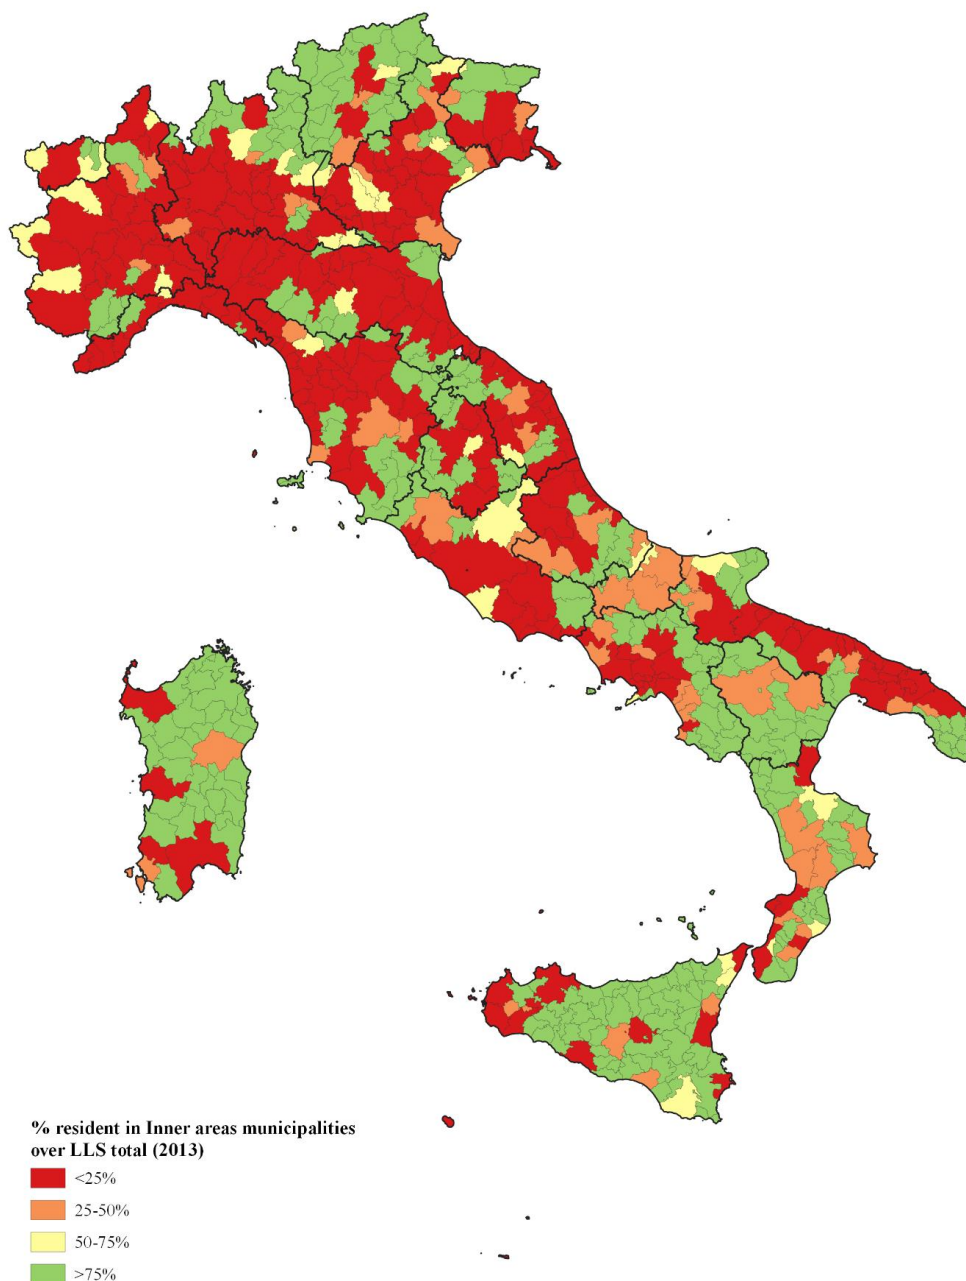 % resident in Inner areas municipalities
over LLS total (2013)
<25%
25-50%
50-75%
>75%